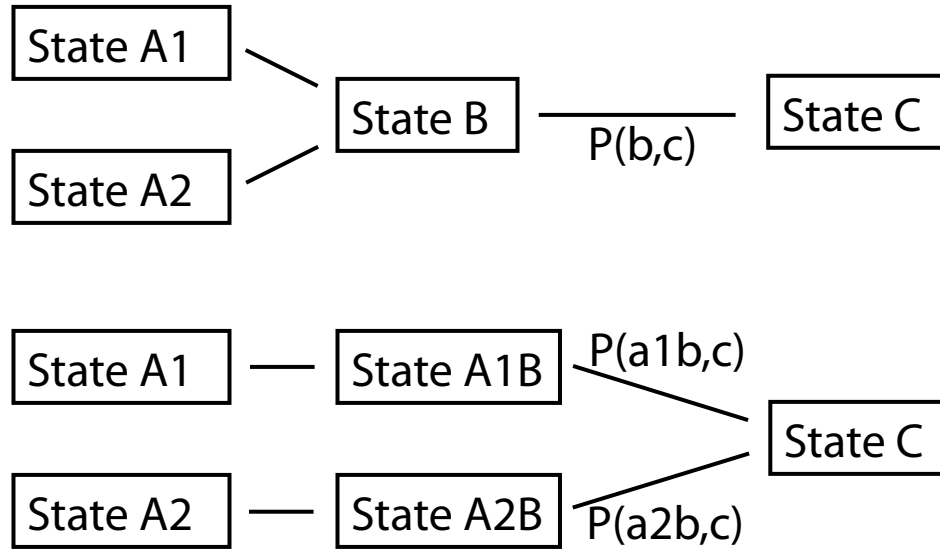 State A1
State B
State C
P(b,c)
State A2
State A1
State A1B
P(a1b,c)
State C
State A2
State A2B
P(a2b,c)